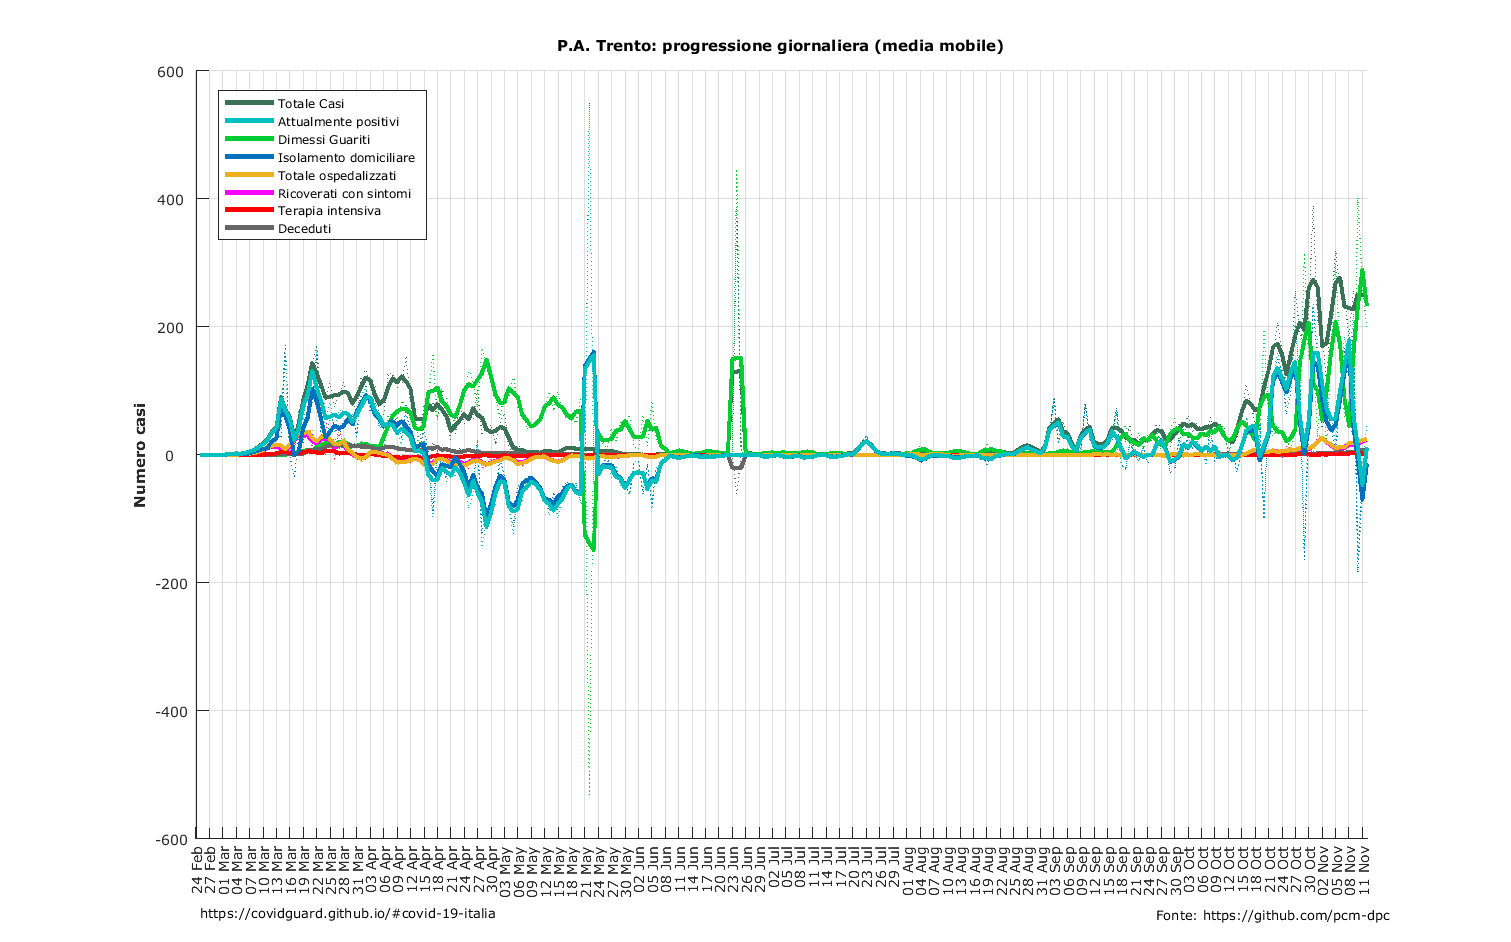 P.A. Trento: progressione giornaliera (media mobile)
600
400
200
0
-200
-400
-600
Numero casi
Totale Casi
Attualmente positivi
Dimessi Guariti
Isolamento domiciliare
Totale ospedalizzati
Ricoverati con sintomi
Terapia intensiva
Deceduti
24 Feb
27 Feb
01 Mar
04 Mar
07 Mar
10 Mar
13 Mar
16 Mar
19 Mar
22 Mar
25 Mar
28 Mar
31 Mar
03 Apr
06 Apr
09 Apr
12 Apr
15 Apr
18 Apr
21 Apr
24 Apr
27 Apr
30 Apr
03 May
06 May
09 May
12 May
15 May
18 May
21 May
24 May
27 May
30 May
02 Jun
05 Jun
08 Jun
11 Jun
14 Jun
17 Jun
20 Jun
23 Jun
26 Jun
29 Jun
02 Jul
05 Jul
08 Jul
11 Jul
14 Jul
17 Jul
20 Jul
23 Jul
26 Jul
29 Jul
01 Aug
04 Aug
07 Aug
10 Aug
13 Aug
16 Aug
19 Aug
22 Aug
25 Aug
28 Aug
31 Aug
03 Sep
06 Sep
09 Sep
12 Sep
15 Sep
18 Sep
21 Sep
24 Sep
27 Sep
30 Sep
03 Oct
06 Oct
09 Oct
12 Oct
15 Oct
18 Oct
21 Oct
24 Oct
27 Oct
30 Oct
02 Nov
05 Nov
08 Nov
11 Nov
https://covidguard.github.io/#covid-19-italia
Fonte: https://github.com/pcm-dpc